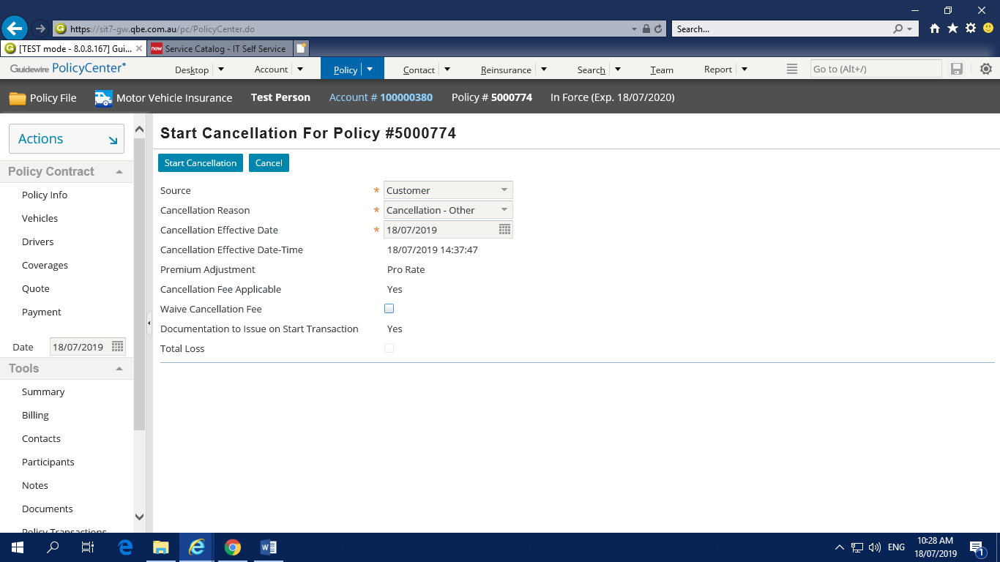 https://sit7-gw.qbe.com.au/pc/PolicyCenter.do
Search...
[TEST mode - 8.0.8.167] Gui...
now Service Catalog - IT Self Service
Guidewire PolicyCenter
Desktop Account Policy Contact Reinsurance Search Team Report Go to (Alt+/)
Policy File Motor Vehicle Insurance Test Person Account # 100000380 Policy # 5000774 In Force (Exp. 18/07/2020)
Actions
Policy Contract
Policy Info
Vehicles
Drivers
Coverages
Quote
Payment
Date 18/07/2019
Tools
Summary
Billing
Contacts
Participants
Notes
Documents
Policy Transactions
Start Cancellation For Policy #5000774
Start Cancellation Cancel
Source * Customer
Cancellation Reason * Cancellation - Other
Cancellation Effective Date * 18/07/2019
Cancellation Effective Date-Time 18/07/2019 14:37:47
Premium Adjustment Pro Rate
Cancellation Fee Applicable Yes
Waive Cancellation Fee
Documentation to Issue on Start Transaction Yes
Total Loss
ENG
10:28 AM
18/07/2019
1